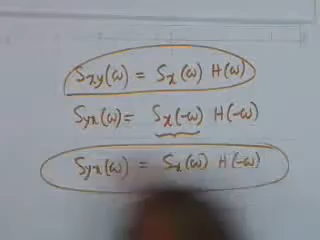 Sxy(ω) = Sx(ω) H(ω)
Syx(ω) = Sx(-ω) H(-ω)
Syx(ω) = Sx(ω) H(-ω)